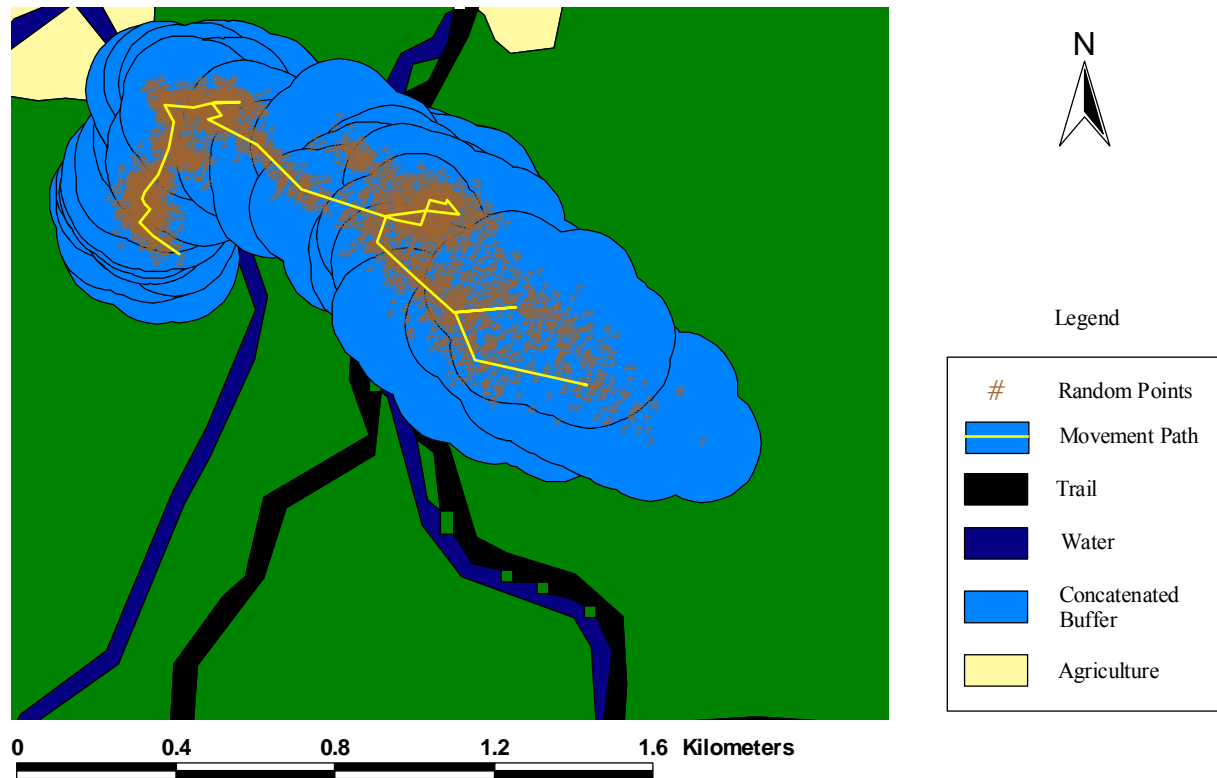 N
Legend
# Random Points
Movement Path
Trail
Water
Concatenated
Buffer
Agriculture
0 0.4 0.8 1.2 1.6 Kilometers